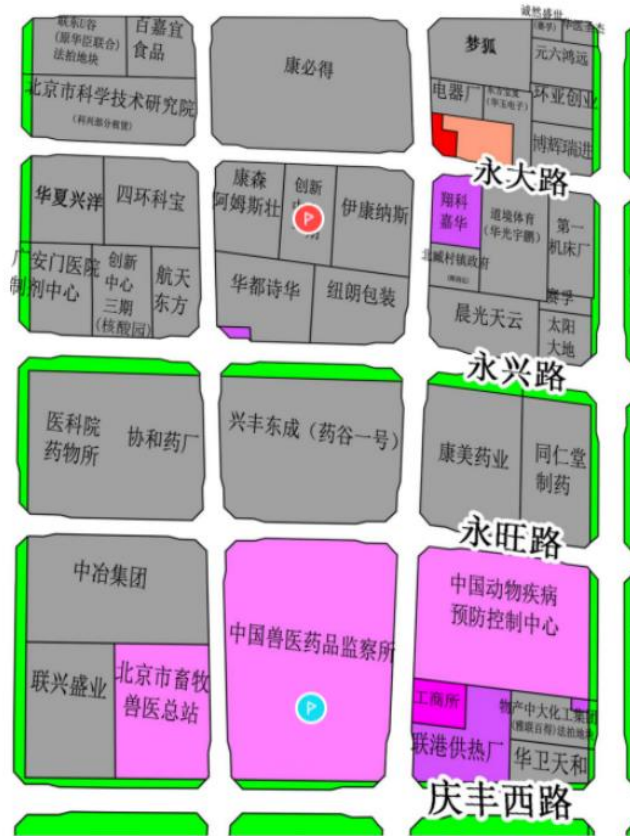 联东U谷
(原华臣联合)
法拍地块
百嘉宜
食品
北京市科学技术研究院
(科兴部分租赁)
康必得
诚然盛世
华医圣杰
梦狐
元六鸿远
电器厂
(华玉电子)
环亚创业
博辉瑞进
永大路
华夏兴洋
四环科宝
广安门医院
制剂中心
创新
中心
三期
(核酸园)
航天
东方
康森
阿姆斯壮
创新
伊康纳斯
华都诗华
纽朗包装
翔科
嘉华
道境体育
(华光宇鹏)
第一
机床厂
北臧村镇政府
晨光天云
赛孚
太阳
大地
永兴路
医科院
药物所
协和药厂
兴丰东成（药谷一号）
康美药业
同仁堂
制药
永旺路
中冶集团
联兴盛业
北京市畜牧
兽医总站
中国兽医药品监察所
中国动物疾病
预防控制中心
工商所
联港供热厂
物产中大化工集团
(雅联百得)法拍地块
华卫天和
庆丰西路